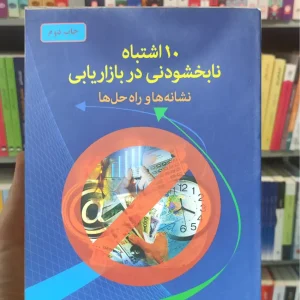 چاپ دوم
۱۰ اشتباه
نابخشودنی در بازاریابی
نشانه‌ها و راه حل‌ها
@